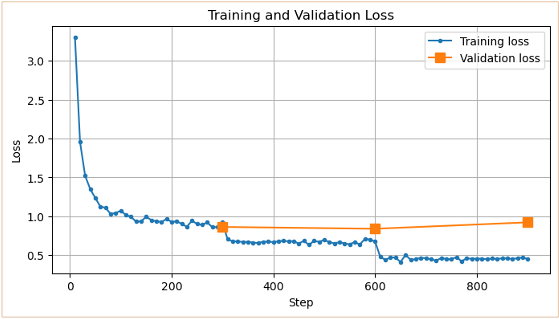 Training and Validation Loss
Training loss
Validation loss
Loss
3.0
2.5
2.0
1.5
1.0
0.5
0
200
400
600
800
Step